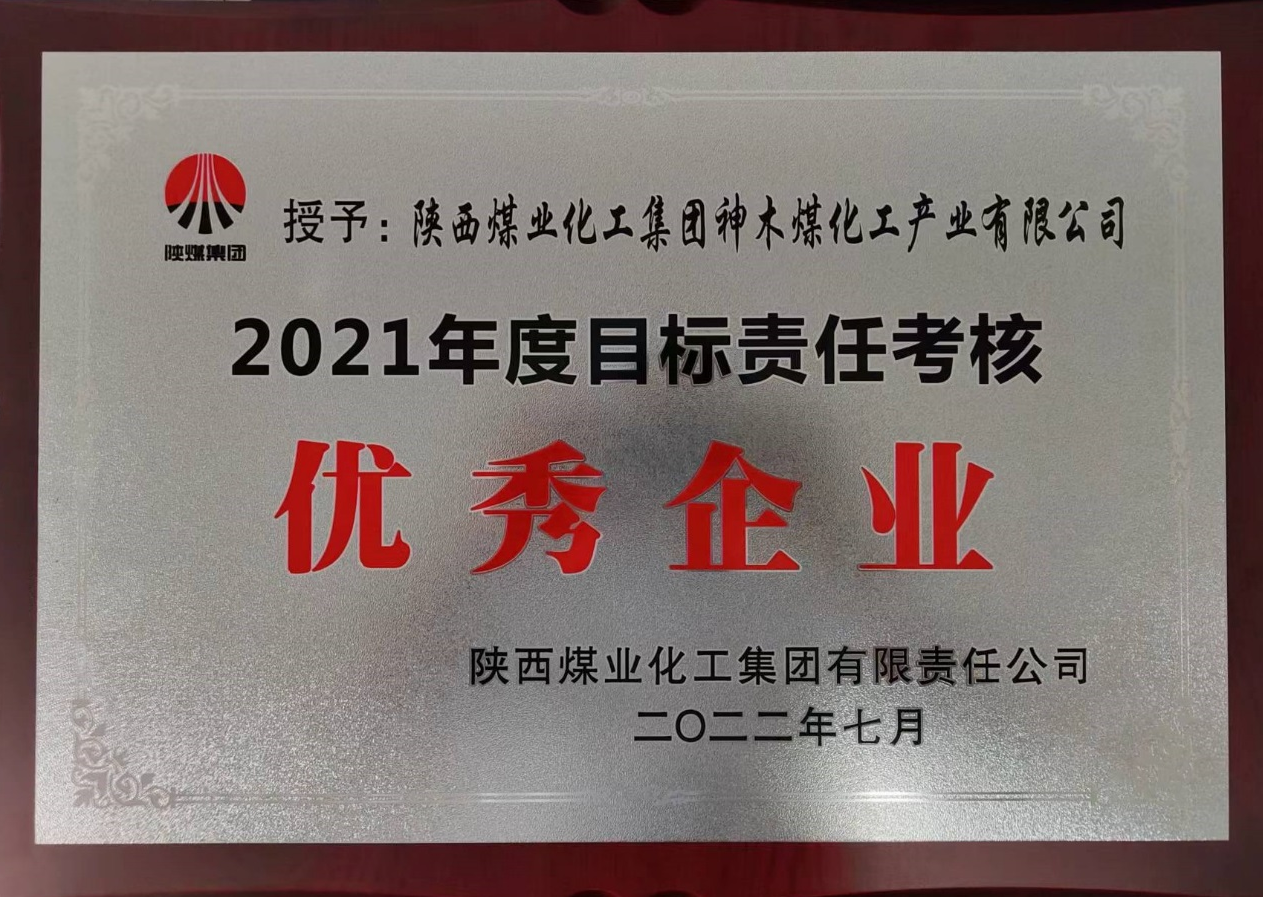 陕煤集团
授予：陕西煤业化工集团神木煤化工产业有限公司
2021年度目标责任考核
优秀企业
陕西煤业化工集团有限责任公司
二〇二二年七月